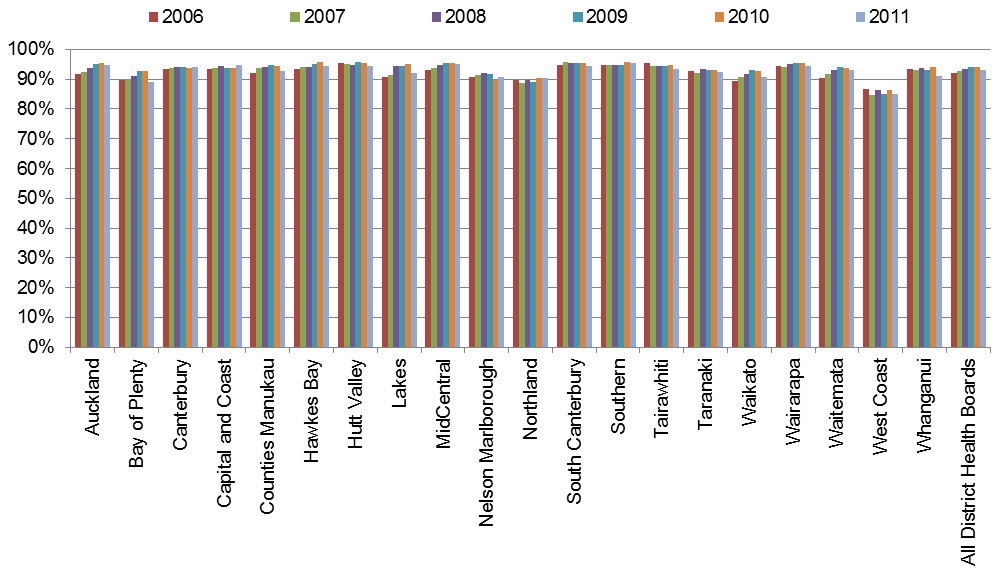 2006 2007 2008 2009 2010 2011
100%
90%
80%
70%
60%
50%
40%
30%
20%
10%
0%
Auckland
Bay of Plenty
Canterbury
Capital and Coast
Counties Manukau
Hawkes Bay
Hutt Valley
Lakes
MidCentral
Nelson Marlborough
Northland
South Canterbury
Southern
Tairawhiti
Taranaki
Waikato
Wairarapa
Waitemata
West Coast
Whanganui
All District Health Boards